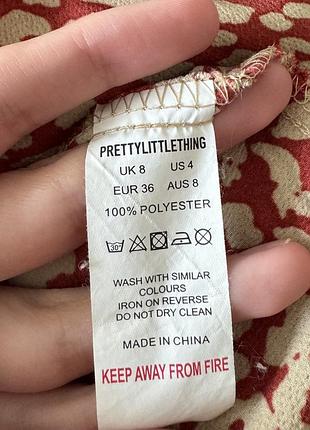 PRETTYLITTLETHING
UK 8 US 4
EUR 36 AUS 8
100% POLYESTER
30°
WASH WITH SIMILAR
COLOURS
IRON ON REVERSE
DO NOT DRY CLEAN
MADE IN CHINA
KEEP AWAY FROM FIRE